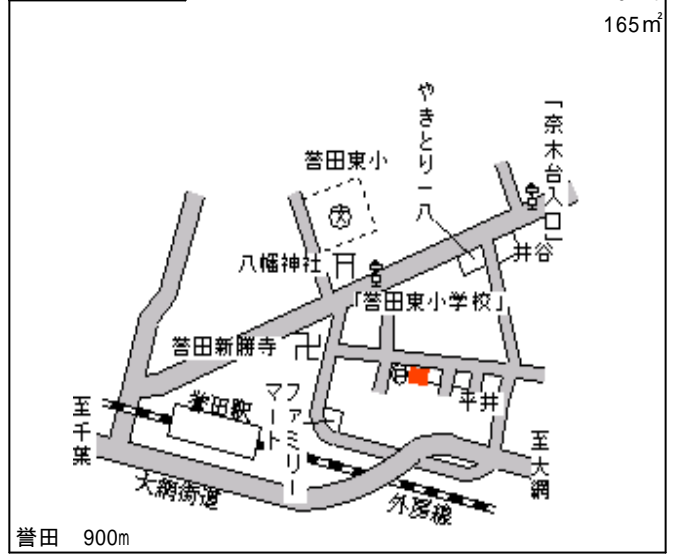 165㎡
「奈木台入口」
やきとり一八
誉田東小
文
井谷
八幡神社
「誉田東小学校」
誉田新勝寺
平井
ファミリーマート
誉田駅
至千葉
至大網
大網街道
外房線
誉田 900m